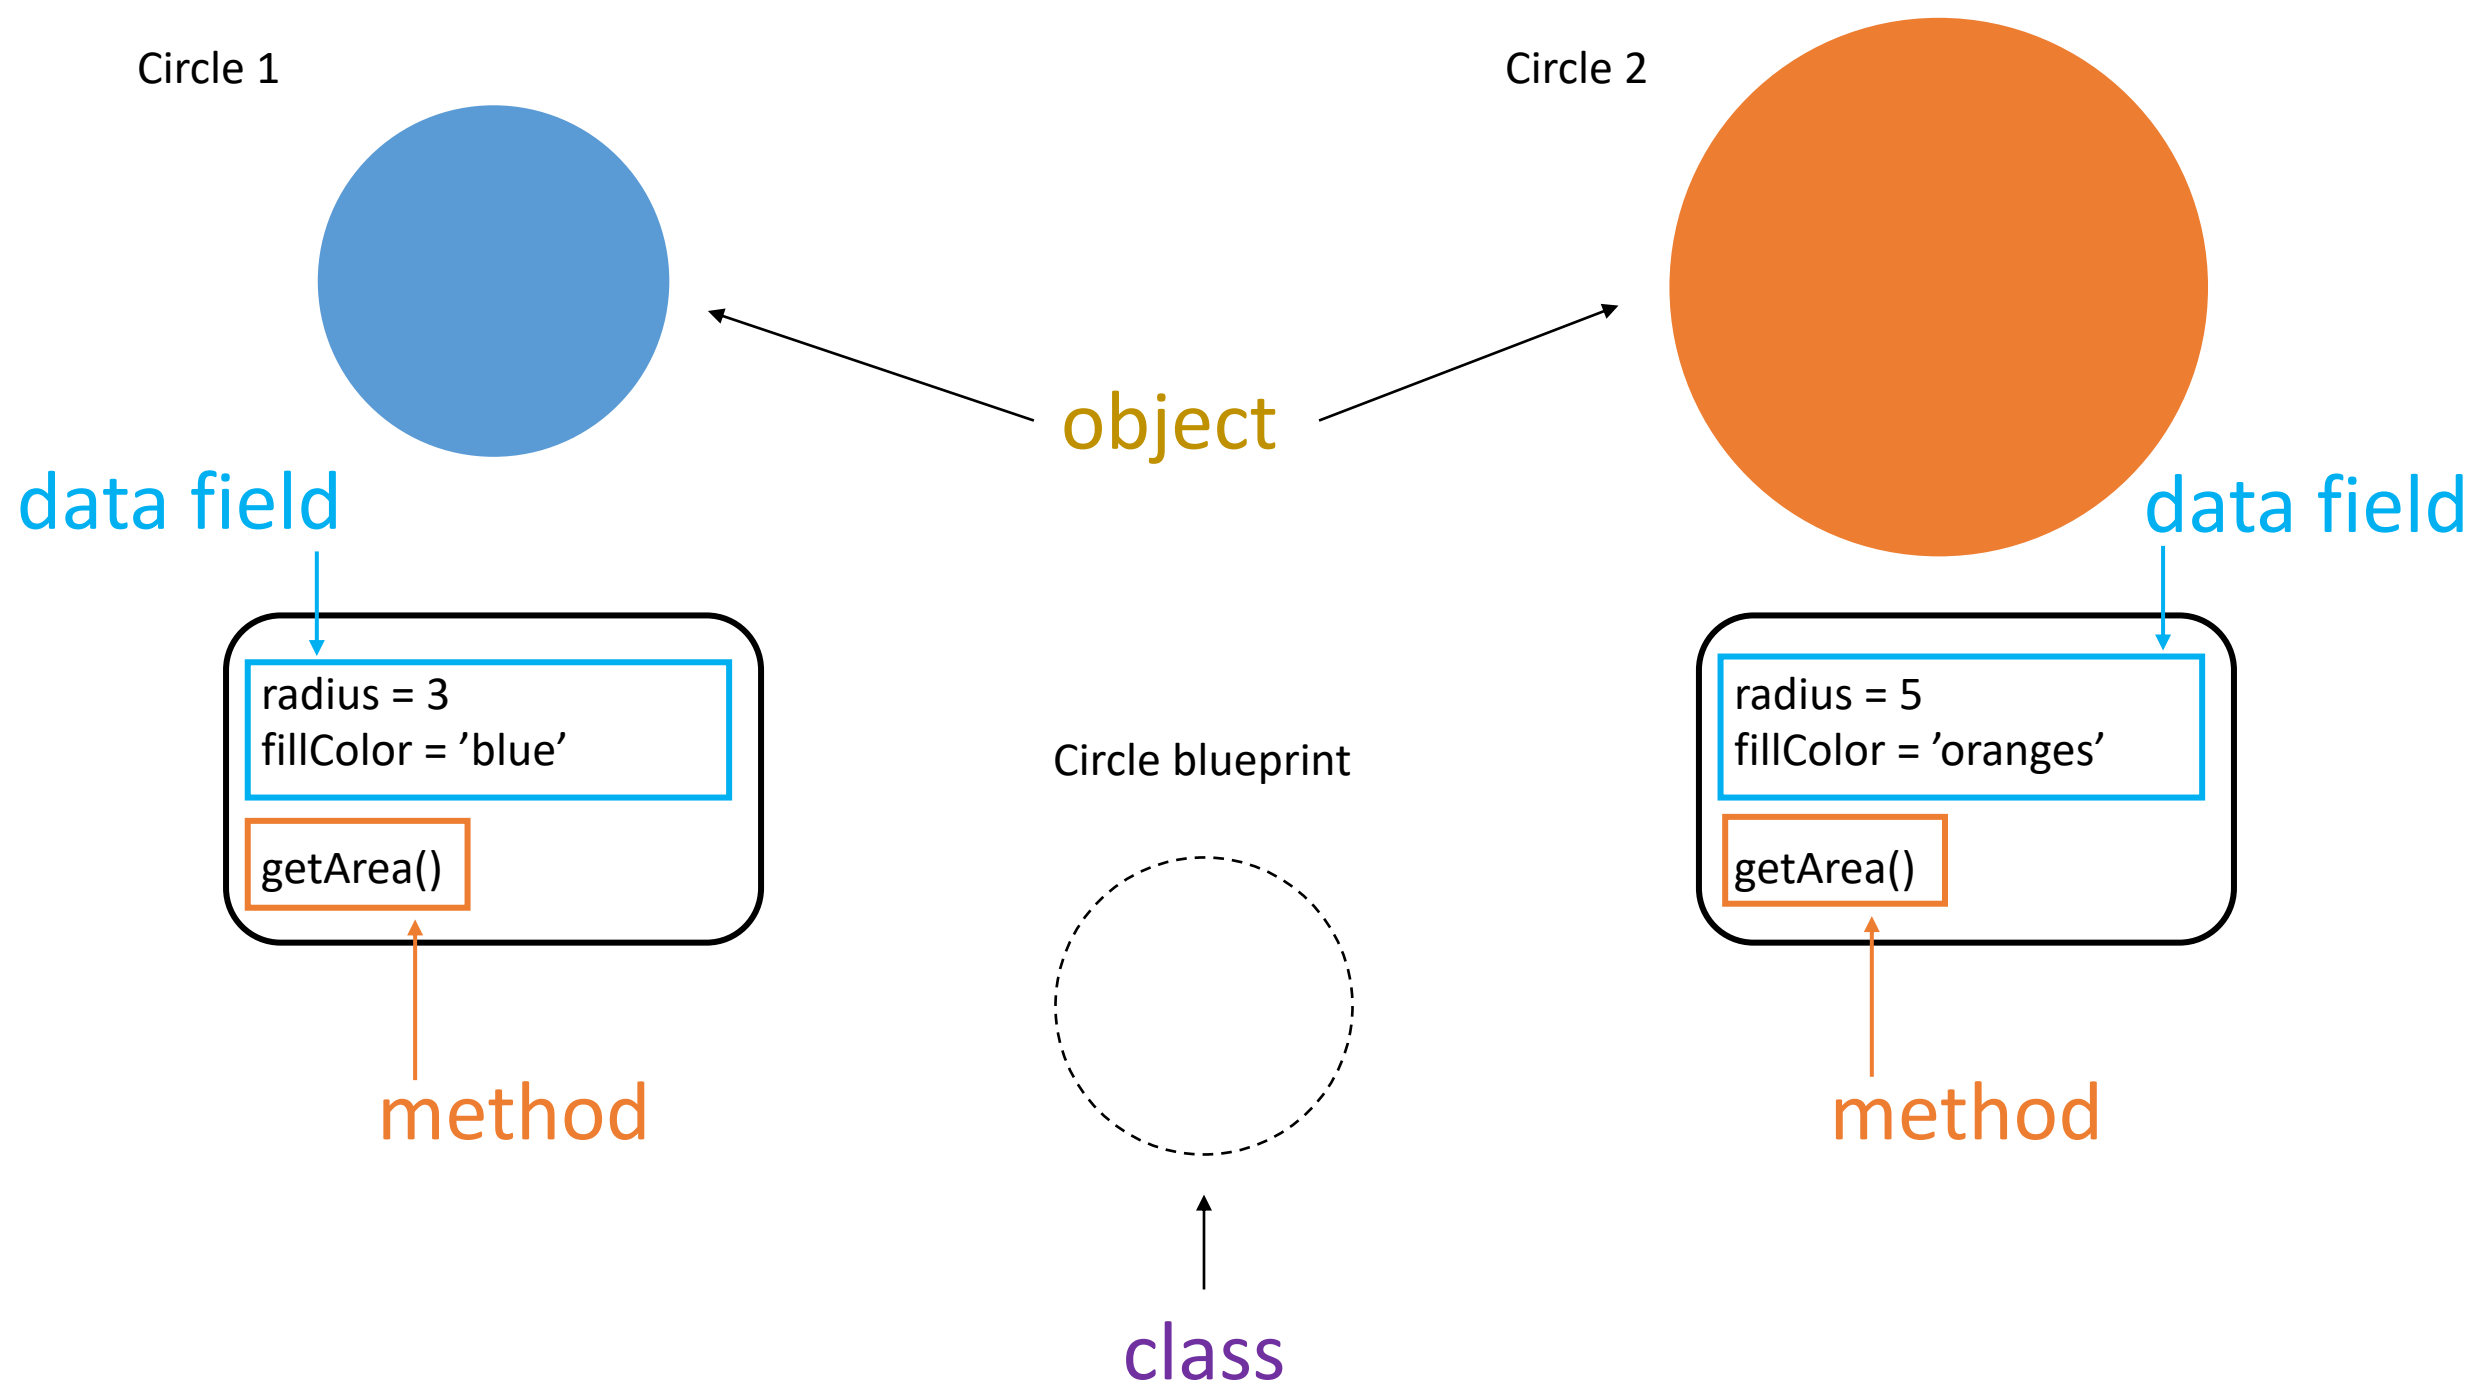 Circle 1
Circle 2
object
data field
data field
radius = 3
fillColor = ’blue’
getArea()
radius = 5
fillColor = ’oranges’
getArea()
Circle blueprint
method
method
class